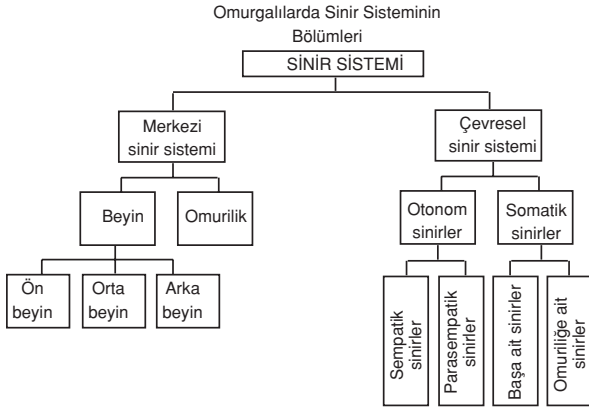 Omurgalılarda Sinir Sisteminin
Bölümleri
SİNİR SİSTEMİ
Merkezi
sinir sistemi
Çevresel
sinir sistemi
Beyin
Omurilik
Otonom
sinirler
Somatik
sinirler
Ön
beyin
Orta
beyin
Arka
beyin
Sempatik
sinirler
Parasempatik
sinirler
Başa ait sinirler
Omuriliğe ait
sinirler